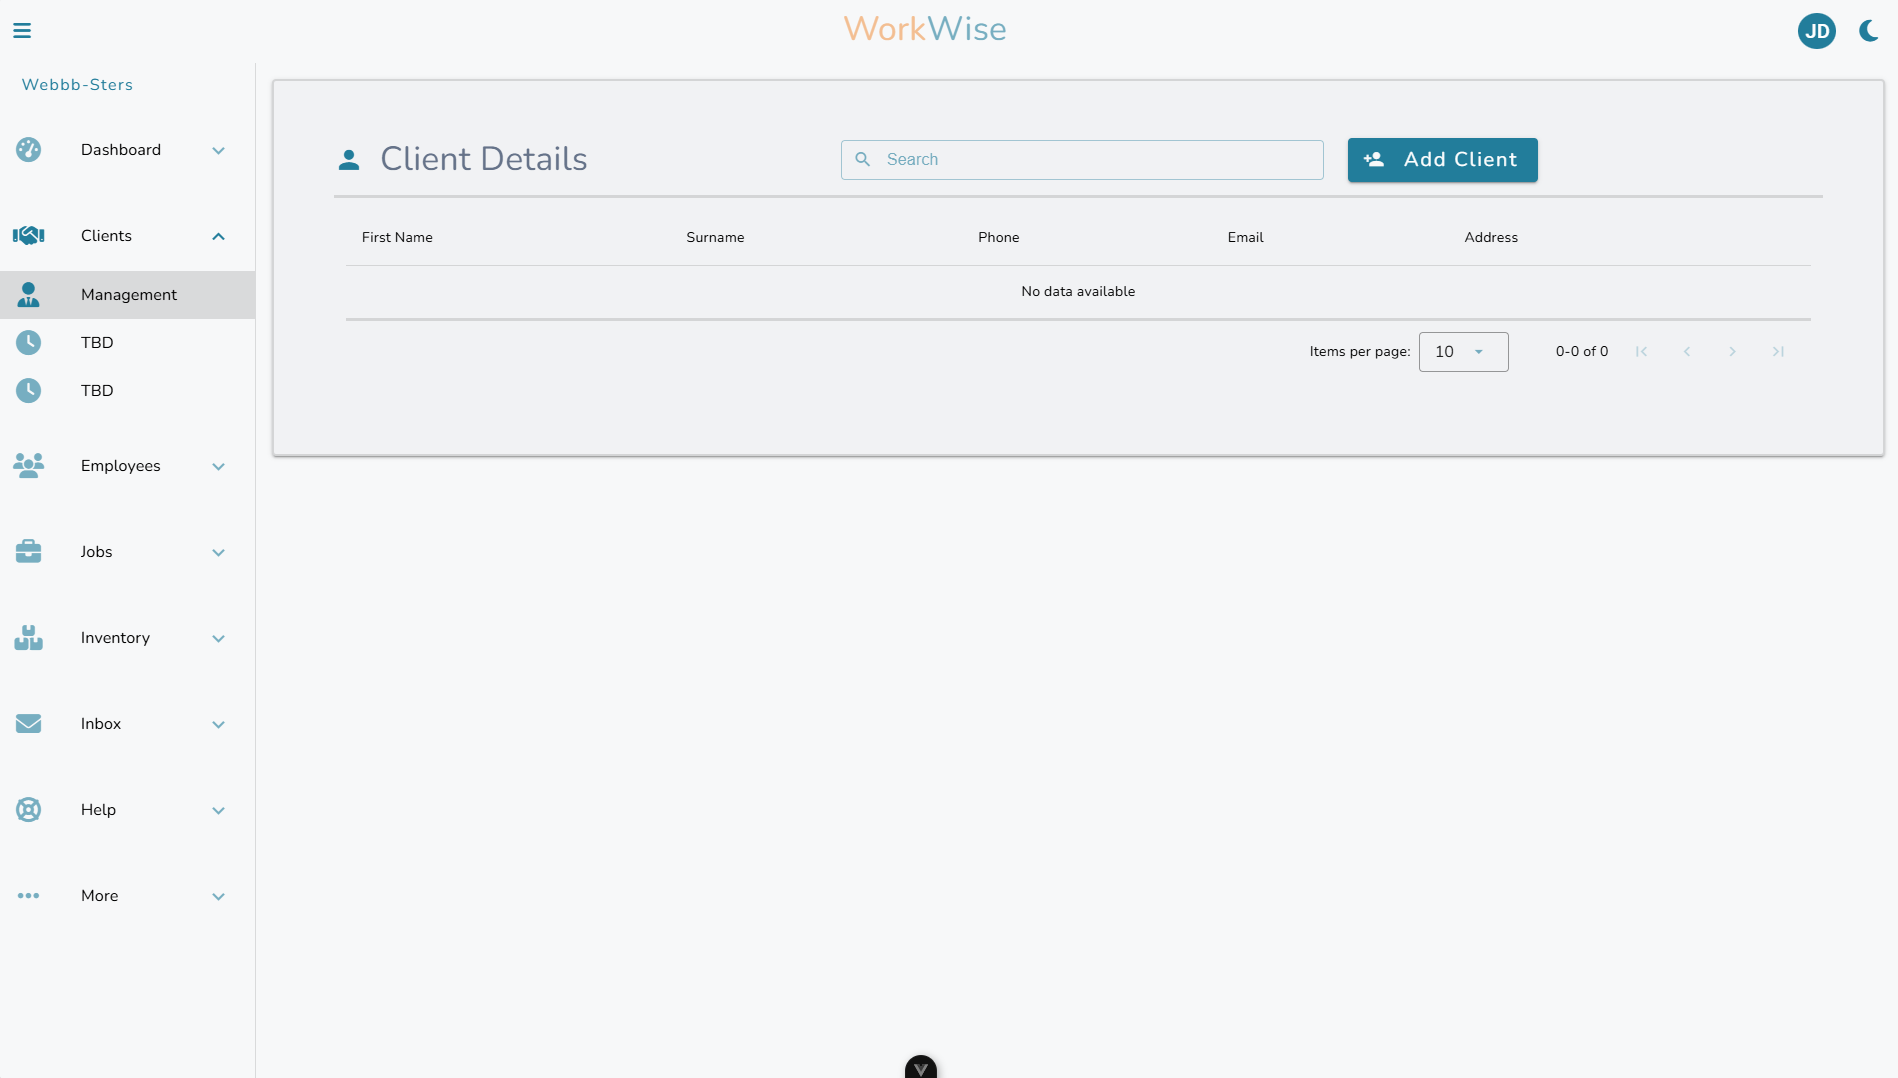 WorkWise
JD
Webbb-Sters
Dashboard
Clients
Management
TBD
TBD
Employees
Jobs
Inventory
Inbox
Help
More
Client Details
Search
Add Client
First Name Surname Phone Email Address
No data available
Items per page: 10 0-0 of 0